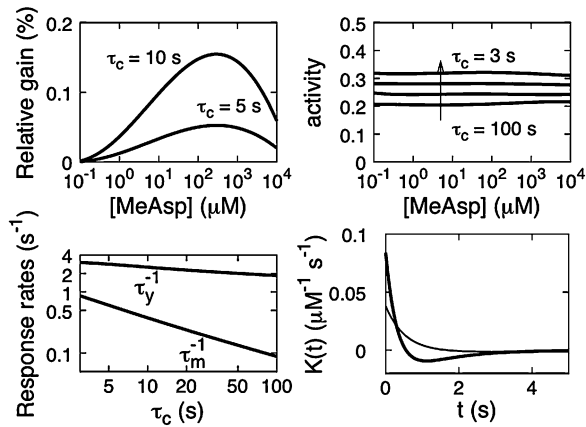 Relative gain (%)
0.2
0.1
0
τc = 10 s
τc = 5 s
10-1 100 101 102 103 104
[MeAsp] (μM)
activity
0.5
0.4
0.3
0.2
0.1
0
τc = 3 s
τc = 100 s
10-1 100 101 102 103 104
[MeAsp] (μM)
Response rates (s-1)
4
2
1
0.5
0.1
τy-1
τm-1
5 10 20 50 100
τc (s)
K(t) (μM-1 s-1)
0.1
0.05
0
0 2 4
t (s)